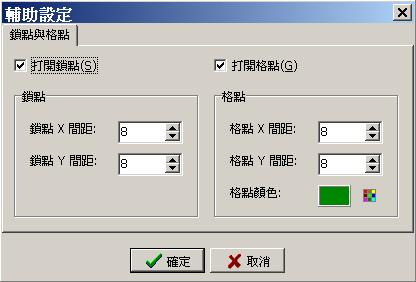 輔助設定
鎖點與格點
打開鎖點(S) 打開格點(G)
鎖點 格點
鎖點 X 間距: 8 格點 X 間距: 8
鎖點 Y 間距: 8 格點 Y 間距: 8
格點顏色:
確定 取消